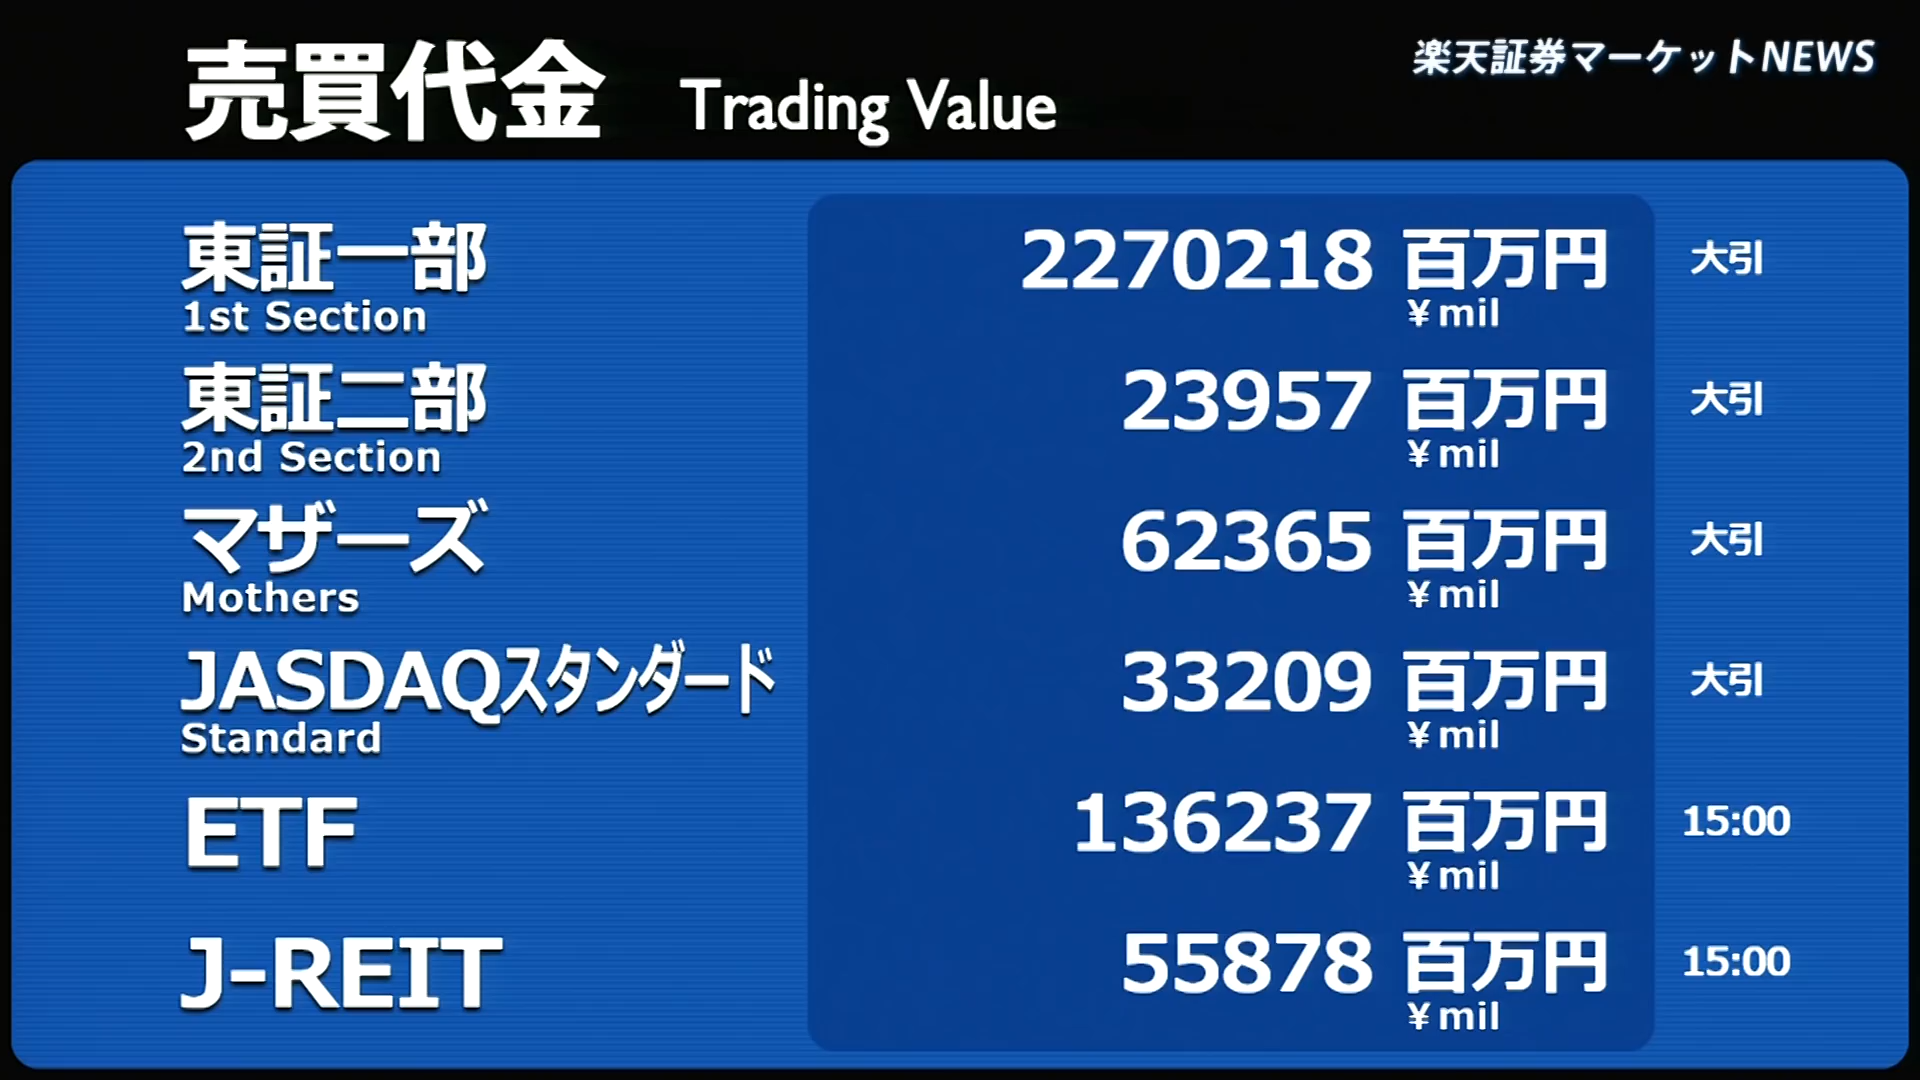 売買代金 Trading Value
楽天証券マーケットNEWS
東証一部 2270218 百万円 大引
1st Section ¥mil
東証二部 23957 百万円 大引
2nd Section ¥mil
マザーズ 62365 百万円 大引
Mothers ¥mil
JASDAQスタンダード 33209 百万円 大引
Standard ¥mil
ETF 136237 百万円 15:00
¥mil
J-REIT 55878 百万円 15:00
¥mil